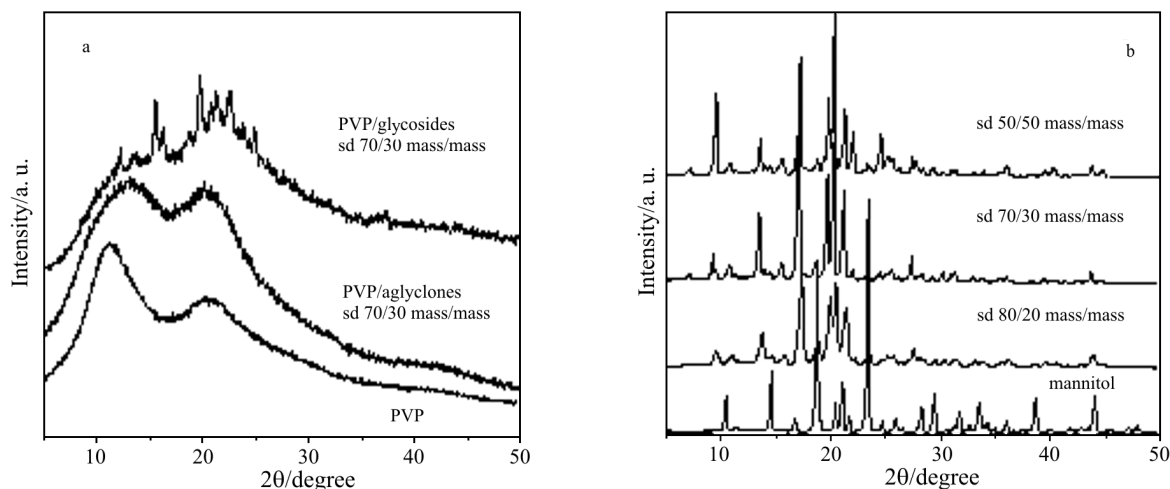 a
PVP/glycosides
sd 70/30 mass/mass
PVP/aglyclones
sd 70/30 mass/mass
PVP
Intensity/a. u.
10
20
30
40
50
2θ/degree
b
sd 50/50 mass/mass
sd 70/30 mass/mass
sd 80/20 mass/mass
mannitol
Intensity/a. u.
10
20
30
40
50
2θ/degree